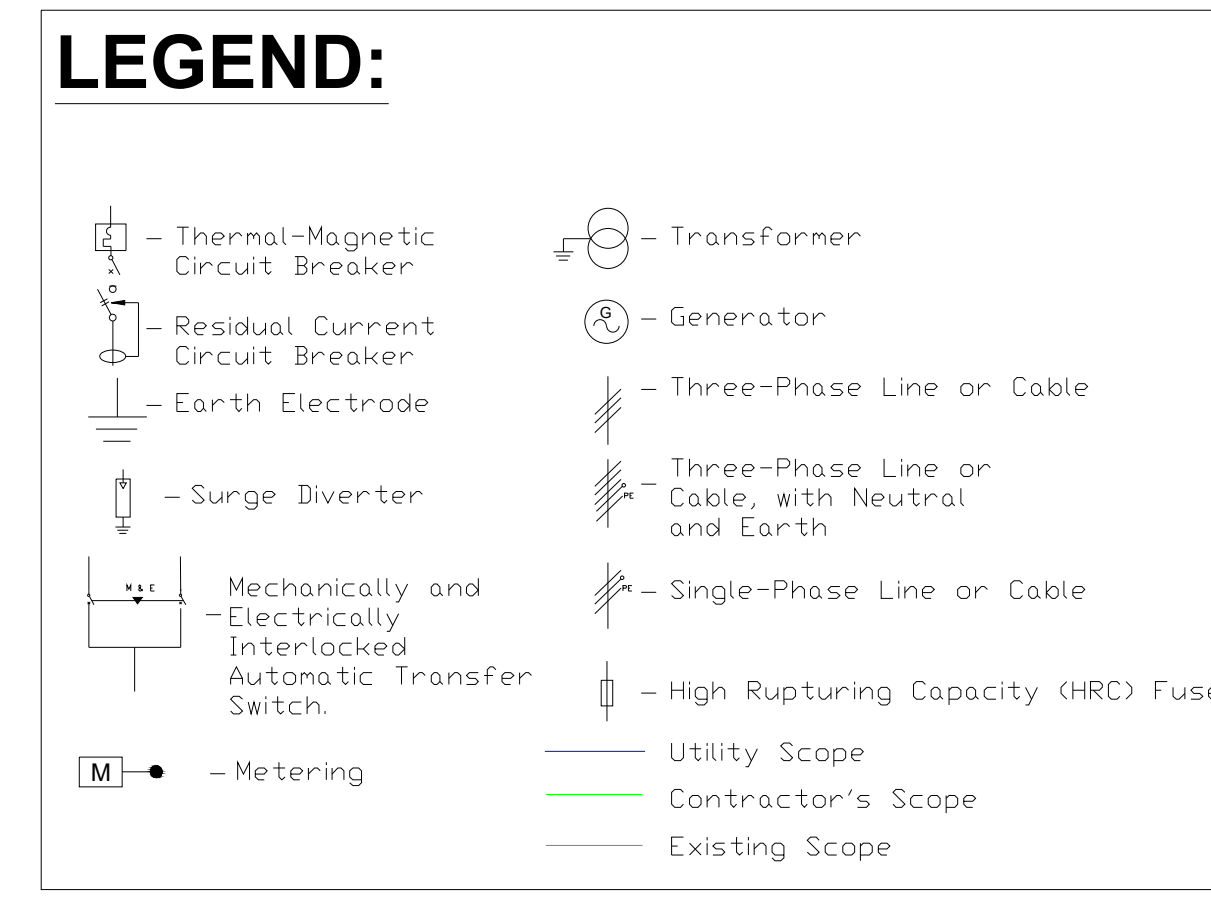 LEGEND:
– Thermal-Magnetic
Circuit Breaker
– Residual Current
Circuit Breaker
– Earth Electrode
– Surge Diverter
M & E
Mechanically and
– Electrically
Interlocked
Automatic Transfer
Switch.
M
– Metering
– Transformer
G
– Generator
– Three-Phase Line or Cable
PE
– Three-Phase Line or
Cable, with Neutral
and Earth
PE
– Single-Phase Line or Cable
– High Rupturing Capacity (HRC) Fuse
Utility Scope
Contractor's Scope
Existing Scope